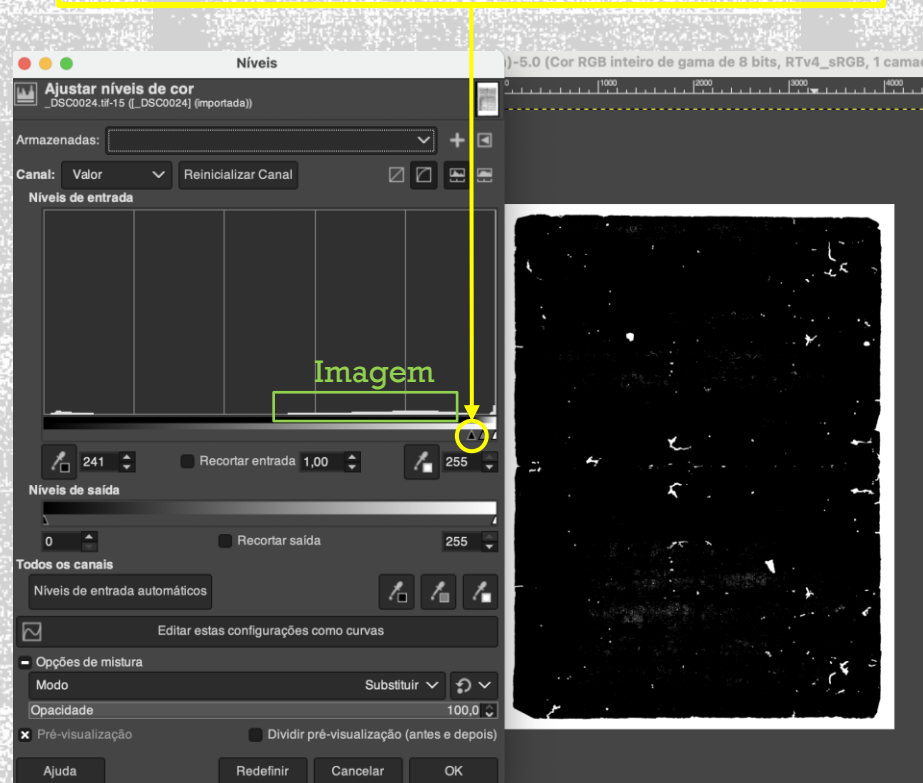 Níveis
)-5.0 (Cor RGB inteiro de gama de 8 bits, RTv4_sRGB, 1 camad
Ajustar níveis de cor
_DSC0024.tif-15 ([_DSC0024] (importada))
0 1000 2000 3000 4000
Armazenadas:
Canal: Valor Reinicializar Canal
Níveis de entrada
Imagem
241 Recortar entrada 1,00 255
Níveis de saída
0 Recortar saída 255
Todos os canais
Níveis de entrada automáticos
Editar estas configurações como curvas
Opções de mistura
Modo Substituir
Opacidade 100,0
Pré-visualização Dividir pré-visualização (antes e depois)
Ajuda Redefinir Cancelar OK